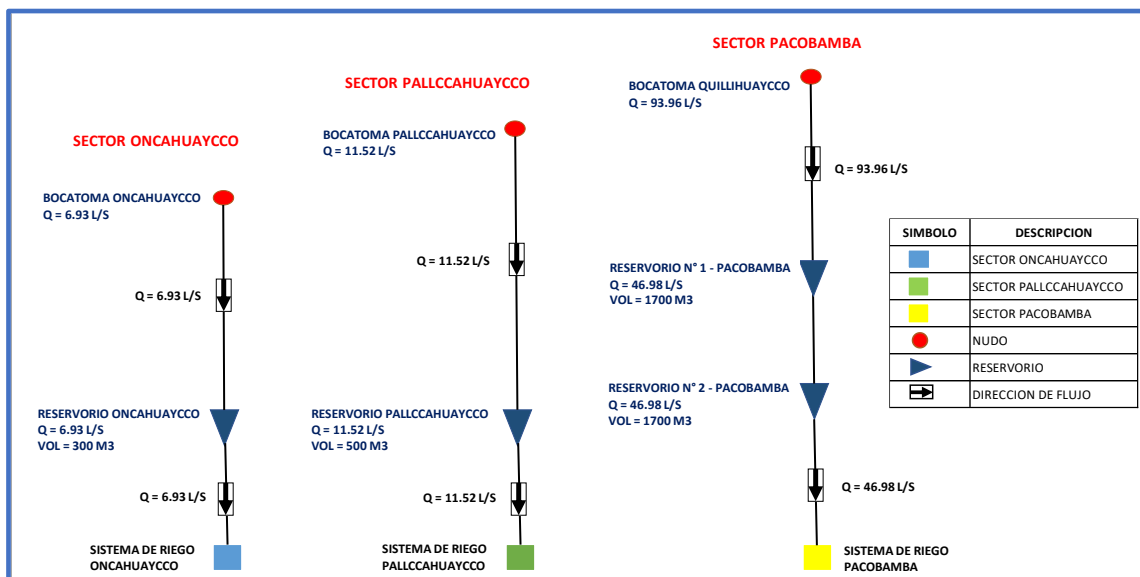 SECTOR ONCAHUAYCCO
BOCATOMA ONCAHUAYCCO
Q = 6.93 L/S
Q = 6.93 L/S
RESERVORIO ONCAHUAYCCO
Q = 6.93 L/S
VOL = 300 M3
Q = 6.93 L/S
SISTEMA DE RIEGO
ONCAHUAYCCO
SECTOR PALLCCAHUAYCCO
BOCATOMA PALLCCAHUAYCCO
Q = 11.52 L/S
Q = 11.52 L/S
RESERVORIO PALLCCAHUAYCCO
Q = 11.52 L/S
VOL = 500 M3
Q = 11.52 L/S
SISTEMA DE RIEGO
PALLCCAHUAYCCO
SECTOR PACOBAMBA
BOCATOMA QUILLIHUAYCCO
Q = 93.96 L/S
Q = 93.96 L/S
RESERVORIO N° 1 - PACOBAMBA
Q = 46.98 L/S
VOL = 1700 M3
RESERVORIO N° 2 - PACOBAMBA
Q = 46.98 L/S
VOL = 1700 M3
Q = 46.98 L/S
SISTEMA DE RIEGO
PACOBAMBA
SIMBOLO DESCRIPCION
SECTOR ONCAHUAYCCO
SECTOR PALLCCAHUAYCCO
SECTOR PACOBAMBA
NUDO
RESERVORIO
DIRECCION DE FLUJO